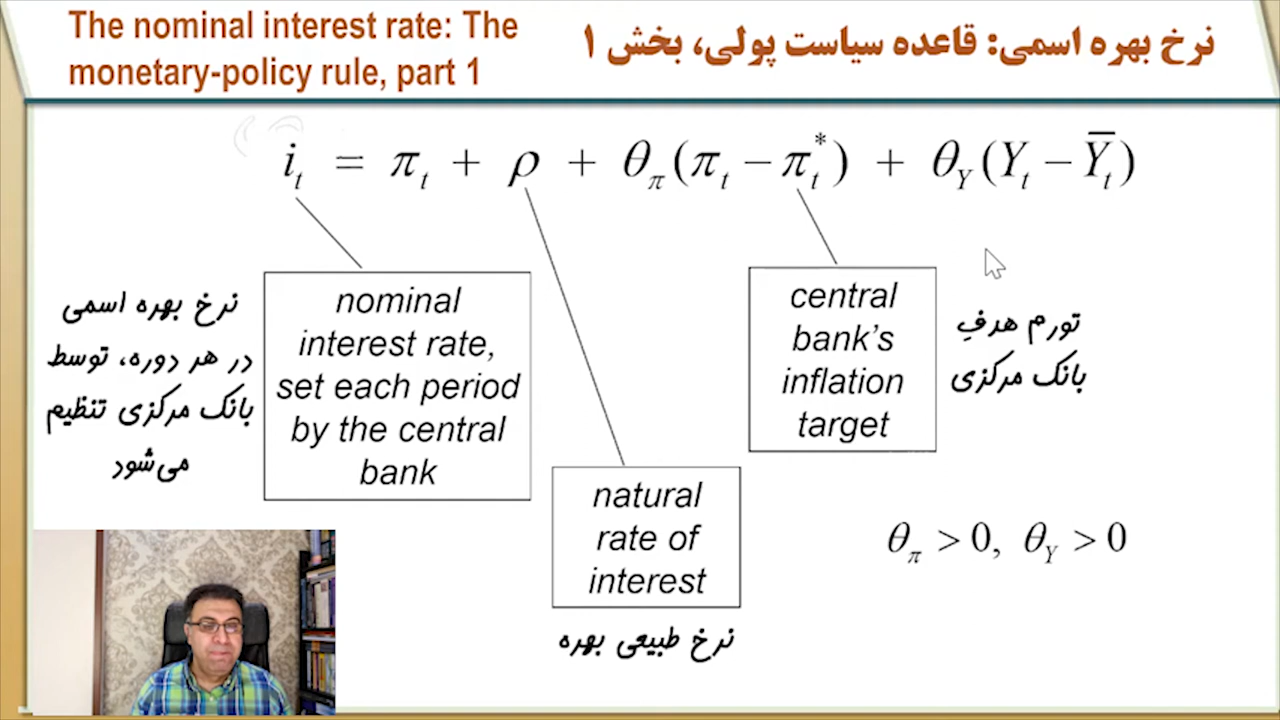 The nominal interest rate: The
monetary-policy rule, part 1
نرخ بهره اسمی: قاعده سیاست پولی، بخش ۱
i_t = π_t + ρ + θ_π(π_t − π_t^*) + θ_Y(Y_t − Ȳ_t)
nominal
interest rate,
set each period
by the central
bank
نرخ بهره اسمی
در هر دوره، توسط
بانک مرکزی تنظیم
می‌شود
central
bank's
inflation
target
تورم هدفِ
بانک مرکزی
natural
rate of
interest
نرخ طبیعی بهره
θ_π > 0, θ_Y > 0